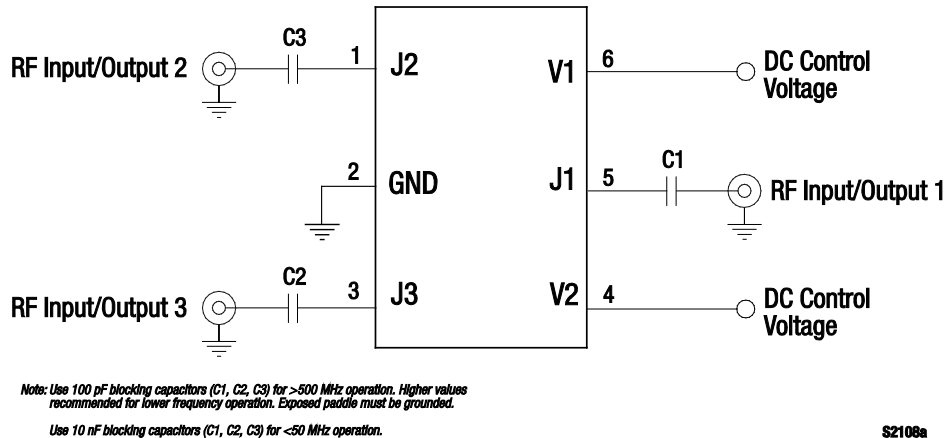 C3
RF Input/Output 2
1
J2
V1
6
DC Control
Voltage
2
GND
J1
5
C1
RF Input/Output 1
C2
RF Input/Output 3
3
J3
V2
4
DC Control
Voltage
Note: Use 100 pF blocking capacitors (C1, C2, C3) for >500 MHz operation. Higher values
recommended for lower frequency operation. Exposed paddle must be grounded.
Use 10 nF blocking capacitors (C1, C2, C3) for <50 MHz operation.
S2108a